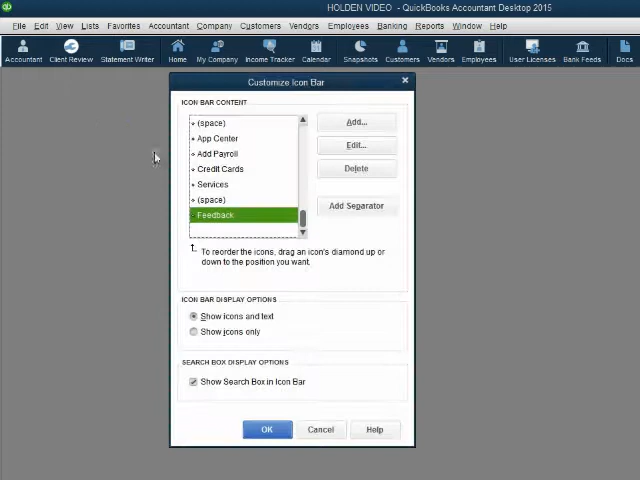 HOLDEN VIDEO - QuickBooks Accountant Desktop 2015
File Edit View Lists Favorites Accountant Company Customers Vendors Employees Banking Reports Window Help
Accountant Client Review Statement Writer Home My Company Income Tracker Calendar Snapshots Customers Vendors Employees User Licenses Bank Feeds Docs
Customize Icon Bar
ICON BAR CONTENT
(space)
App Center
Add Payroll
Credit Cards
Services
(space)
Feedback
Add...
Edit...
Delete
Add Separator
To reorder the icons, drag an icon's diamond up or
down to the position you want.
ICON BAR DISPLAY OPTIONS
Show icons and text
Show icons only
SEARCH BOX DISPLAY OPTIONS
Show Search Box in Icon Bar
OK Cancel Help